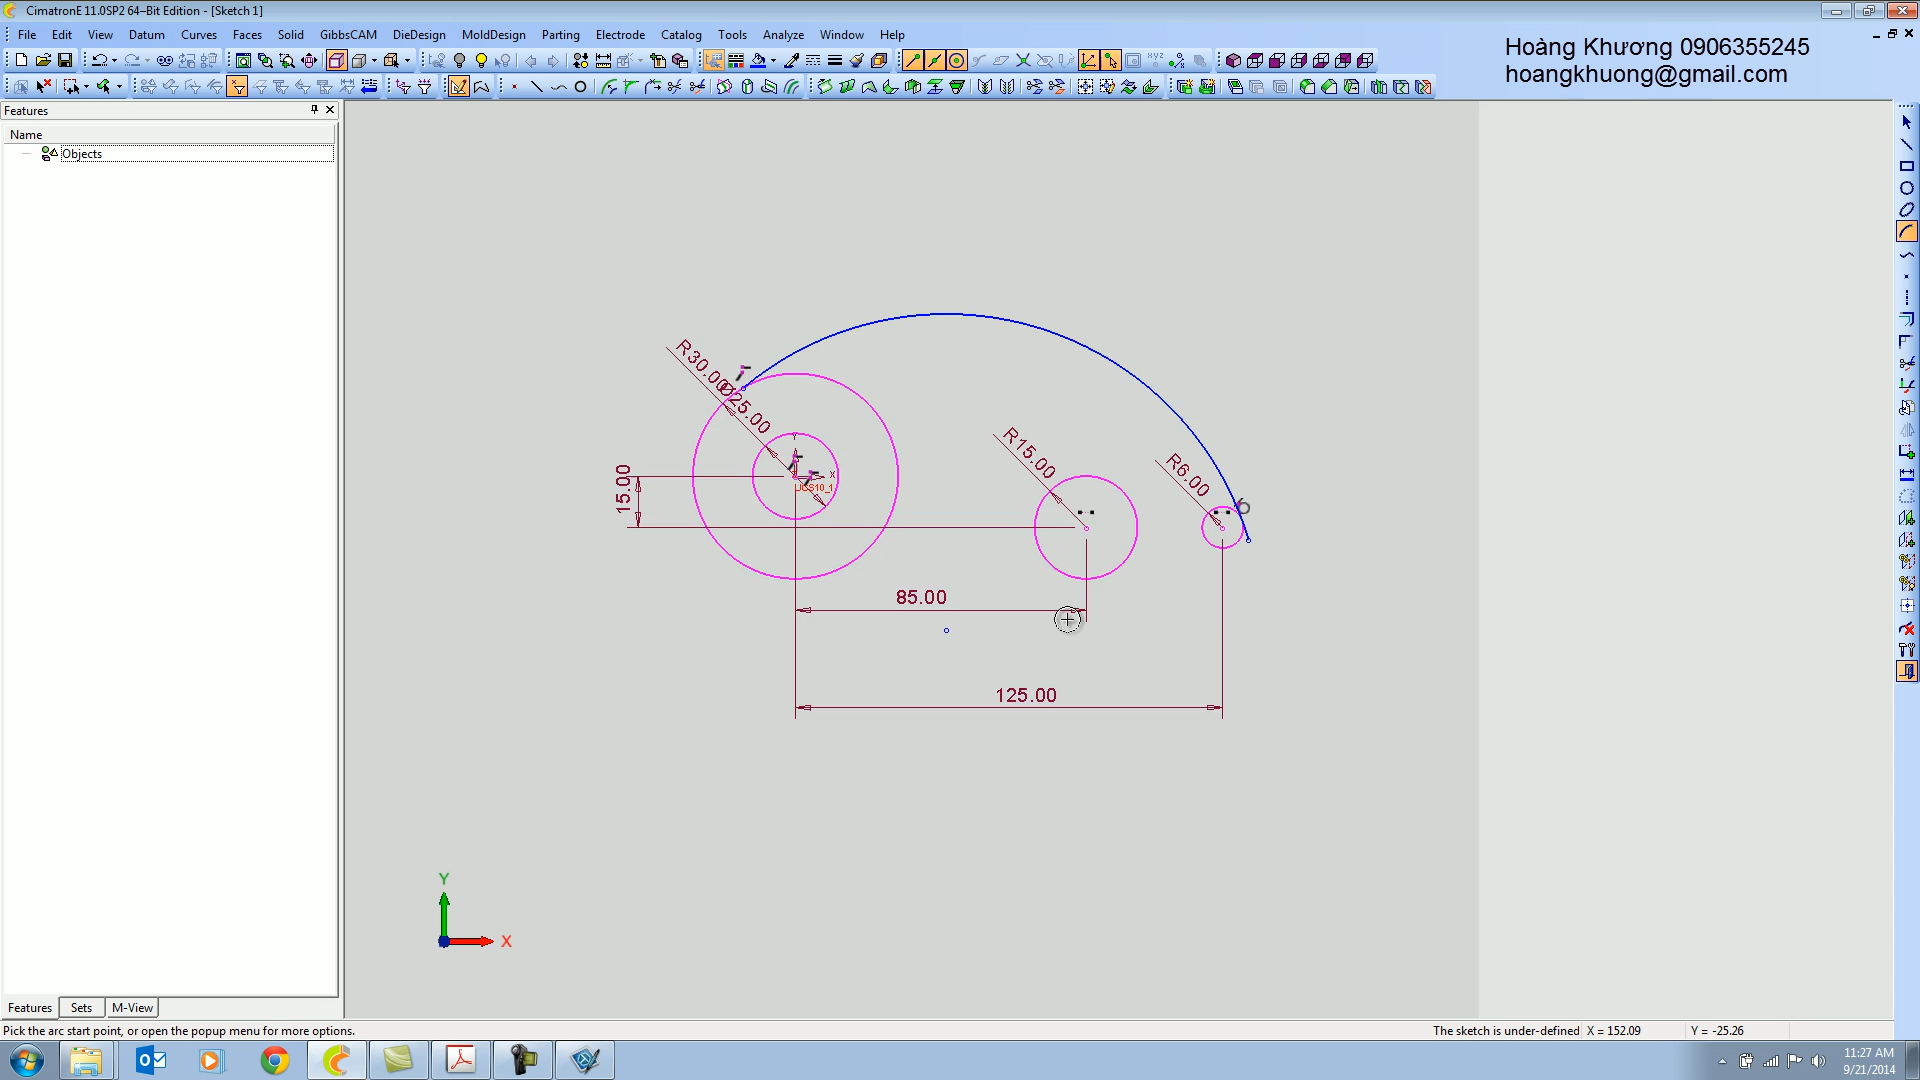 CimatronE 11.0SP2 64–Bit Edition - [Sketch 1]
File Edit View Datum Curves Faces Solid GibbsCAM DieDesign MoldDesign Parting Electrode Catalog Tools Analyze Window Help
Hoàng Khương 0906355245
hoangkhuong@gmail.com
Features
Name
Objects
R30.00
Ø25.00
R15.00
R6.00
15.00
Y
X
UCS10_1
85.00
125.00
Y
X
Features Sets M-View
Pick the arc start point, or open the popup menu for more options.
The sketch is under-defined X = 152.09 Y = -25.26
11:27 AM
9/21/2014